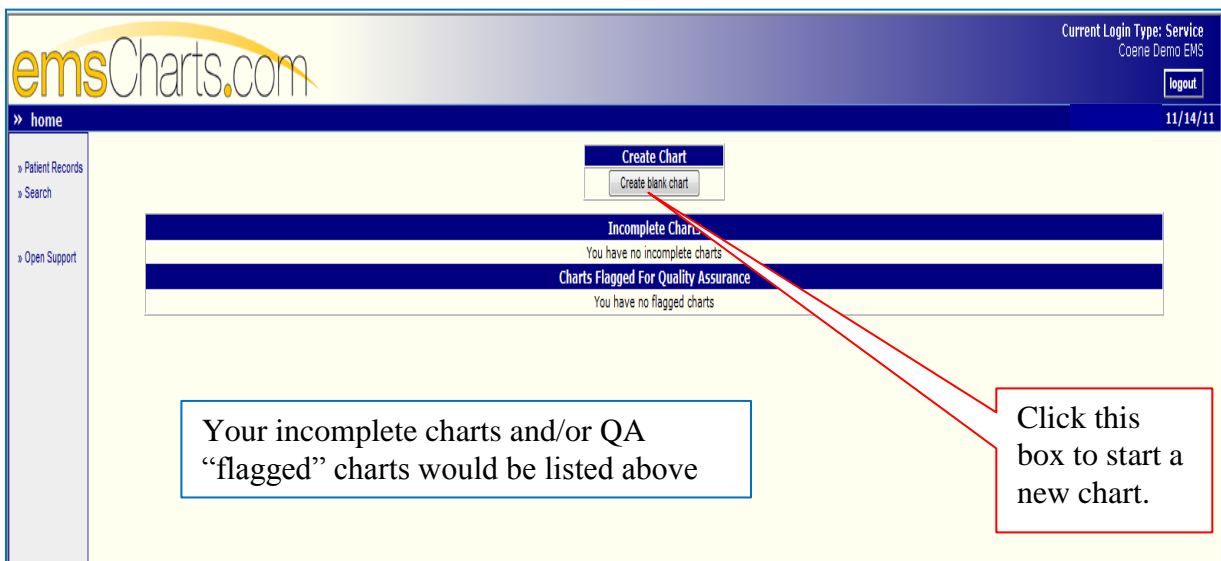 emsCharts.com
Current Login Type: Service
Coene Demo EMS
logout
» home
11/14/11
» Patient Records
» Search
» Open Support
Create Chart
Create blank chart
Incomplete Charts
You have no incomplete charts
Charts Flagged For Quality Assurance
You have no flagged charts
Your incomplete charts and/or QA
“flagged” charts would be listed above
Click this
box to start a
new chart.